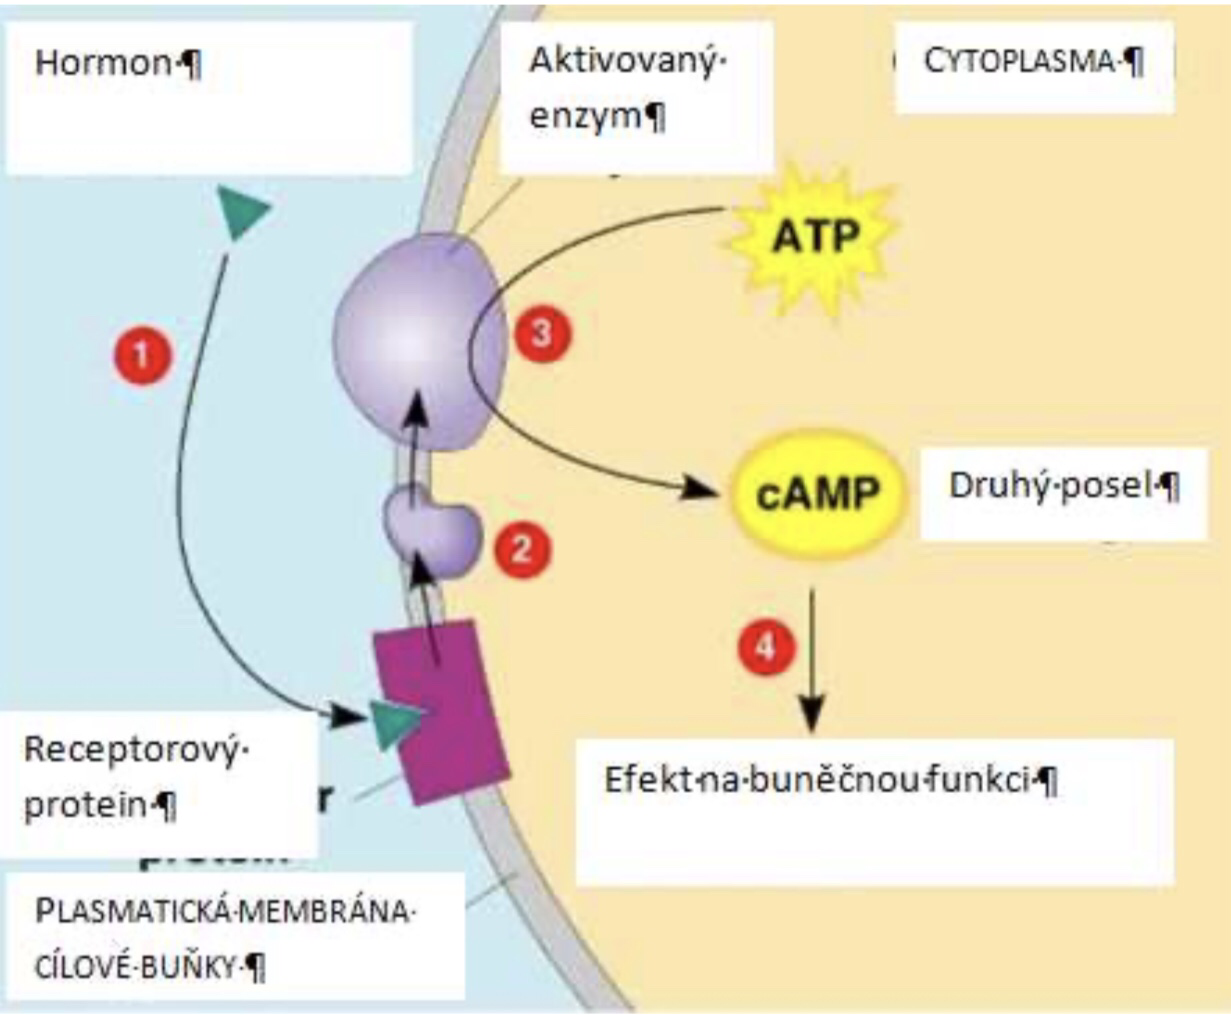 Hormon·¶
Aktivovaný·
enzym¶
CYTOPLASMA·¶
ATP
1
3
cAMP
Druhý·posel·¶
2
4
Receptorový·
protein·¶
r
Efekt·na·buněčnou·funkci·¶
PLASMATICKÁ·MEMBRÁNA·
CÍLOVÉ·BUŇKY·¶